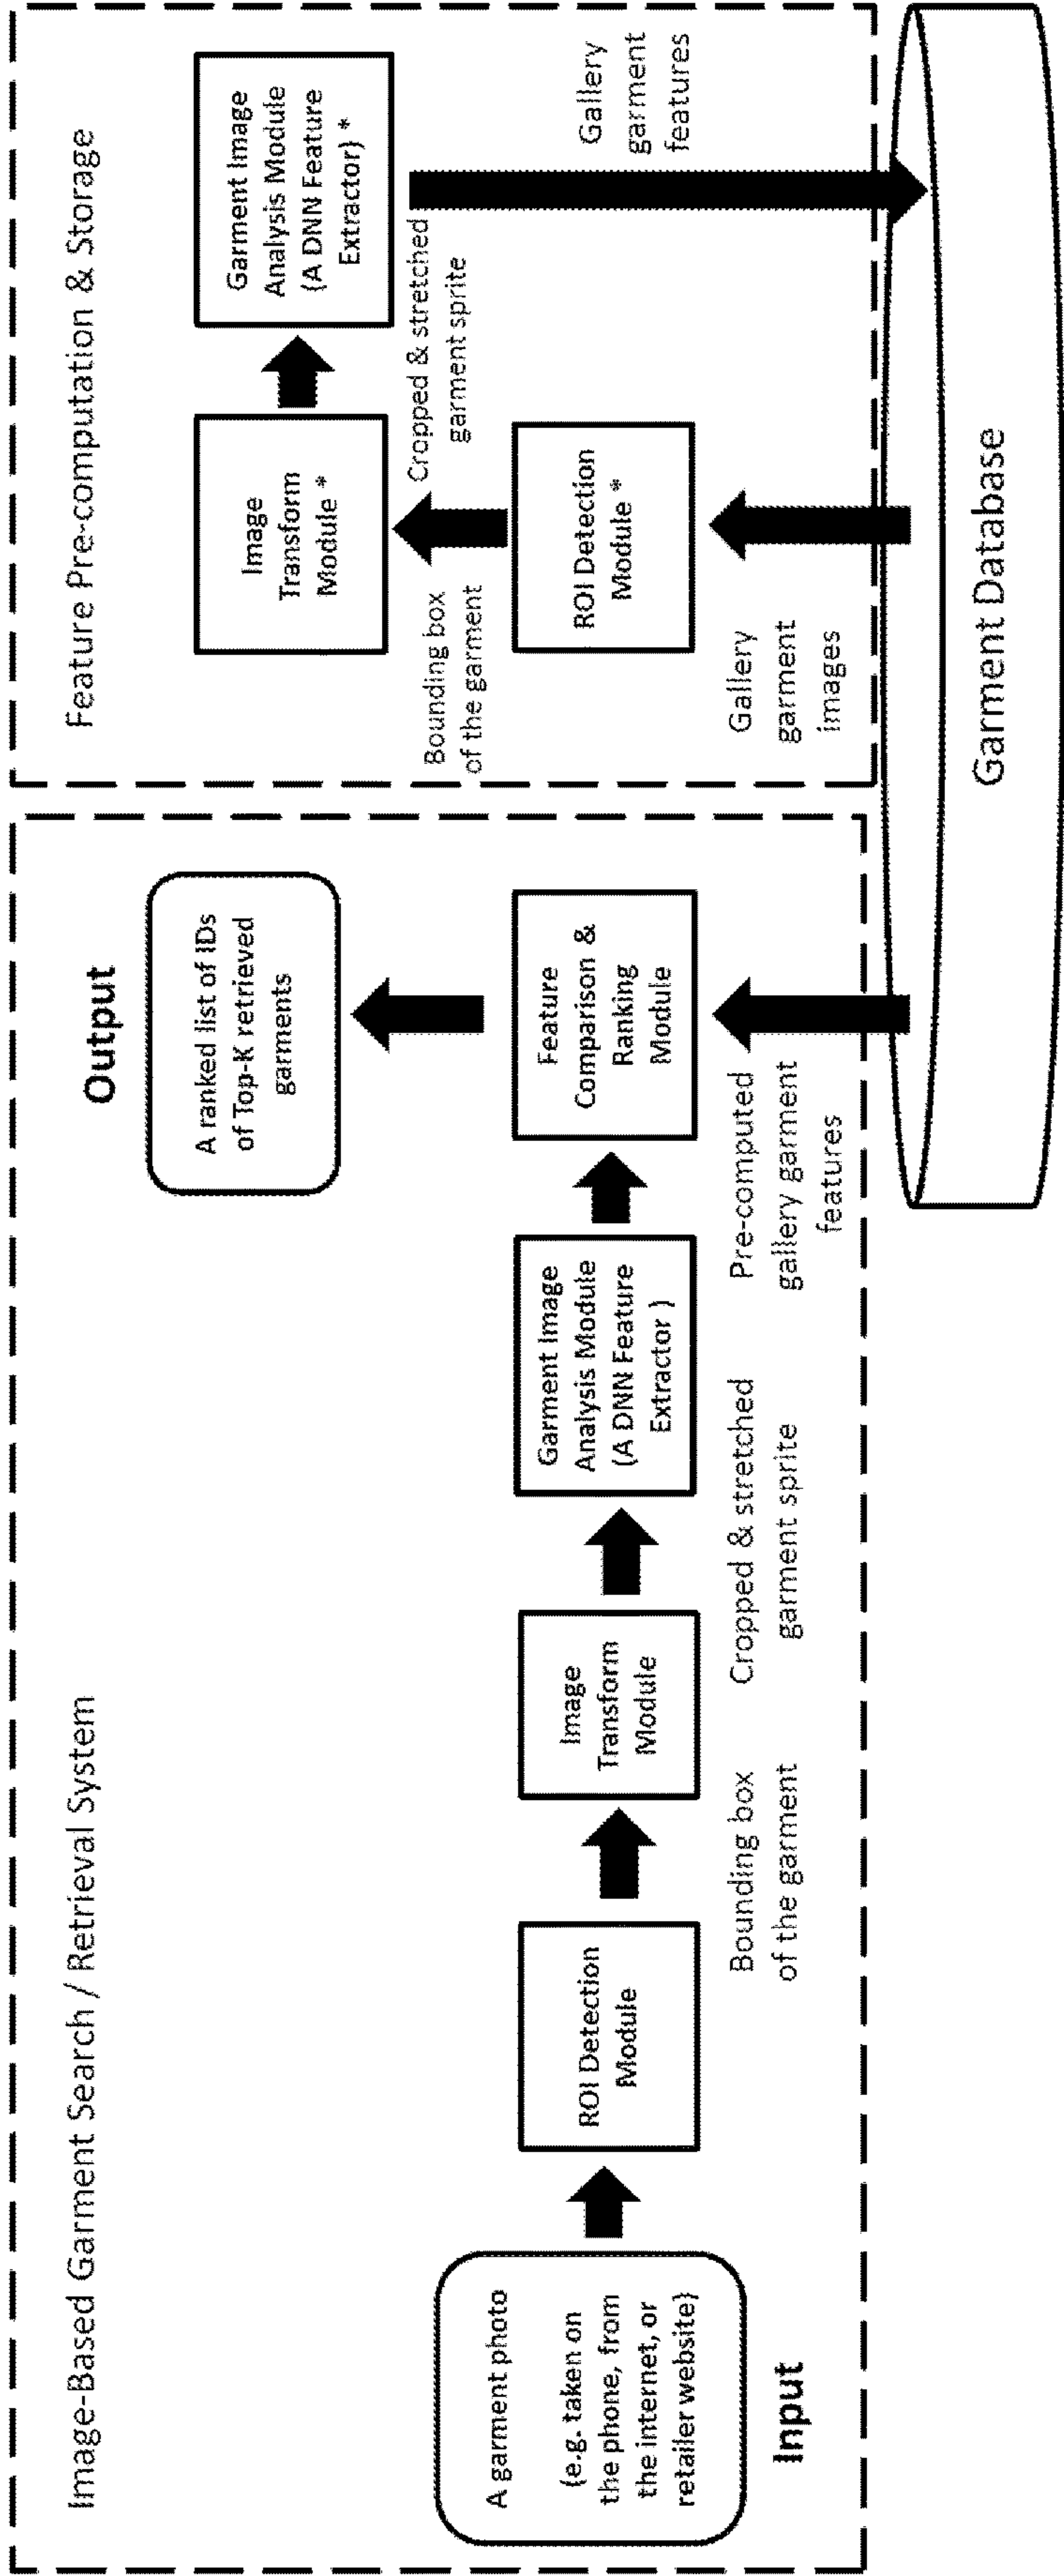 Image-Based Garment Search / Retrieval System
Output
A ranked list of IDs
of Top-K retrieved
garments
Input
A garment photo
(e.g. taken on
the phone, from
the internet, or
retailer website)
ROI Detection
Module
Bounding box
of the garment
Image
Transform
Module
Cropped & stretched
garment sprite
Garment Image
Analysis Module
(A DNN Feature
Extractor )
Feature
Comparison &
Ranking
Module
Pre-computed
gallery garment
features
Feature Pre-computation & Storage
Gallery
garment
images
ROI Detection
Module *
Bounding box
of the garment
Image
Transform
Module *
Cropped & stretched
garment sprite
Garment Image
Analysis Module
(A DNN Feature
Extractor) *
Gallery
garment
features
Garment Database